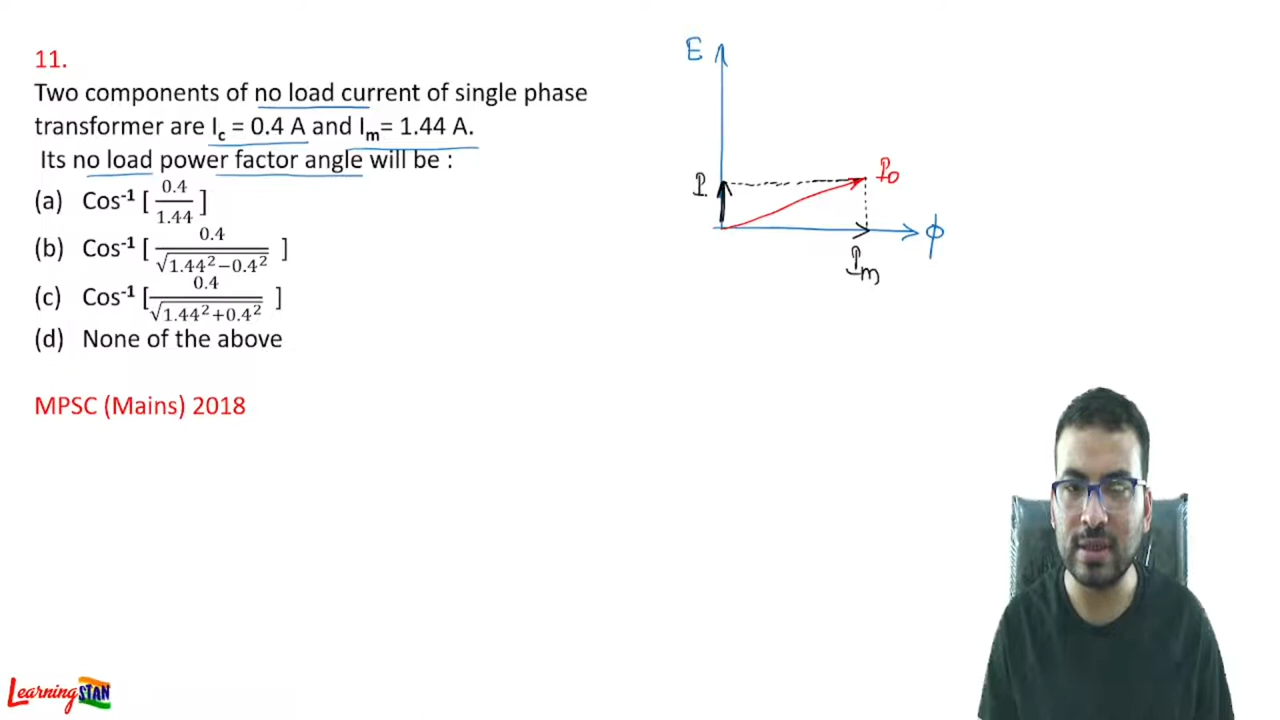 11.
Two components of no load current of single phase
transformer are Ic = 0.4 A and Im= 1.44 A.
Its no load power factor angle will be :
(a) Cos-1 [ 0.4/1.44 ]
(b) Cos-1 [ 0.4/√1.44²−0.4² ]
(c) Cos-1 [ 0.4/√1.44²+0.4² ]
(d) None of the above
MPSC (Mains) 2018
E
I
I0
Im
ϕ
LearningSTAN